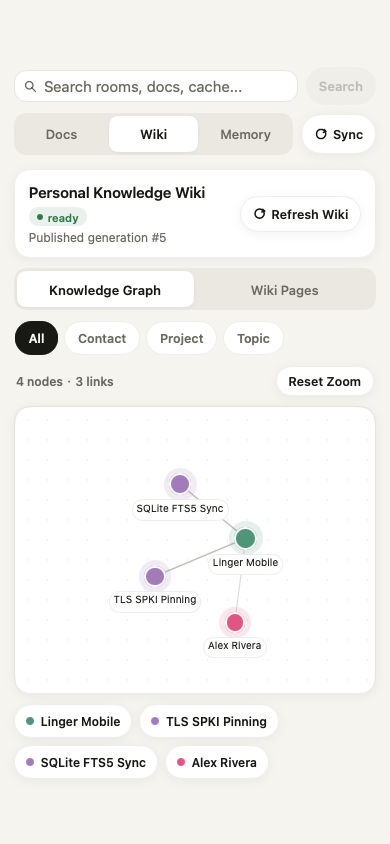 Search rooms, docs, cache...
Search
Docs
Wiki
Memory
Sync
Personal Knowledge Wiki
ready
Published generation #5
Refresh Wiki
Knowledge Graph
Wiki Pages
All
Contact
Project
Topic
4 nodes · 3 links
Reset Zoom
SQLite FTS5 Sync
Linger Mobile
TLS SPKI Pinning
Alex Rivera
Linger Mobile
TLS SPKI Pinning
SQLite FTS5 Sync
Alex Rivera